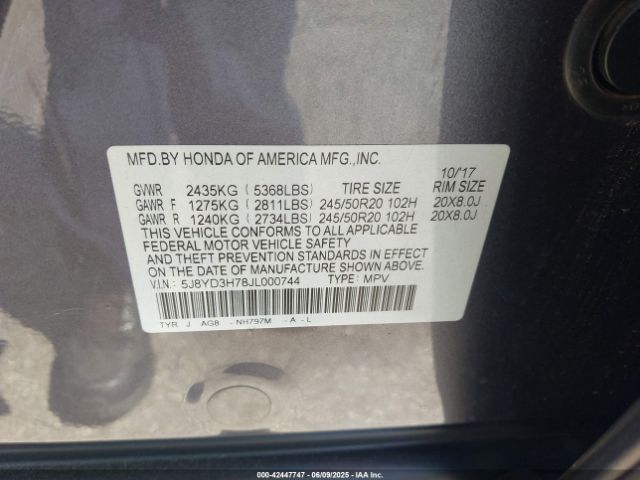 MFD.BY HONDA OF AMERICA MFG.,INC.
10/'17
GVWR 2435KG ( 5368LBS) TIRE SIZE RIM SIZE
GAWR F 1275KG ( 2811LBS) 245/50R20 102H 20X8.0J
GAWR R 1240KG ( 2734LBS) 245/50R20 102H 20X8.0J
THIS VEHICLE CONFORMS TO ALL APPLICABLE
FEDERAL MOTOR VEHICLE SAFETY
AND THEFT PREVENTION STANDARDS IN EFFECT
ON THE DATE OF MANUFACTURE SHOWN ABOVE.
V.I.N.: 5J8YD3H78JL000744 TYPE: MPV
TYR J AG8 - NH797M - A - L
000-42447747 - 06/09/2025 - IAA Inc.